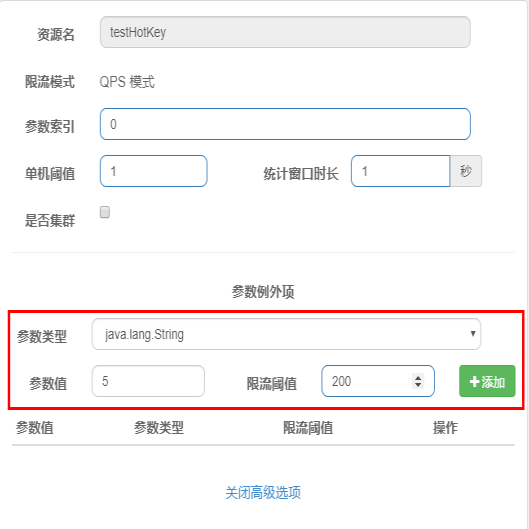 资源名 testHotKey
限流模式 QPS 模式
参数索引 0
单机阈值 1 统计窗口时长 1 秒
是否集群
参数例外项
参数类型 java.lang.String
参数值 5 限流阈值 200 添加
参数值 参数类型 限流阈值 操作
关闭高级选项